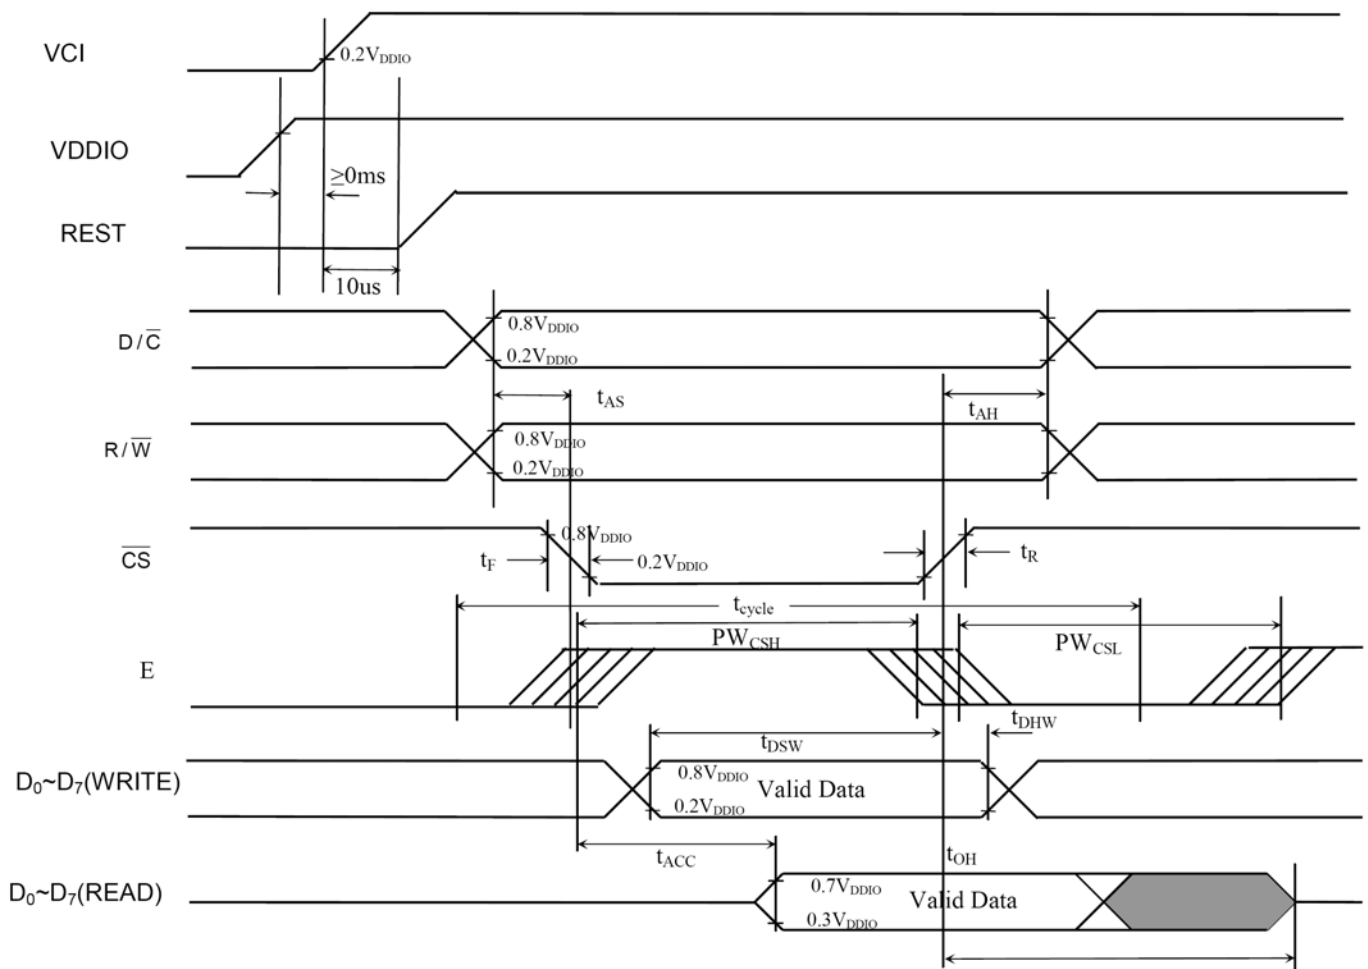 VCI
0.2VDDIO
VDDIO
≥0ms
REST
10us
D/C̅
0.8VDDIO
0.2VDDIO
tAS
tAH
R/W̅
0.8VDDIO
0.2VDDIO
C̅S̅
0.8VDDIO
tF
0.2VDDIO
tR
tcycle
PWCSH
PWCSL
E
tDHW
tDSW
D0~D7(WRITE)
0.8VDDIO
Valid Data
0.2VDDIO
tACC
tOH
D0~D7(READ)
0.7VDDIO
Valid Data
0.3VDDIO